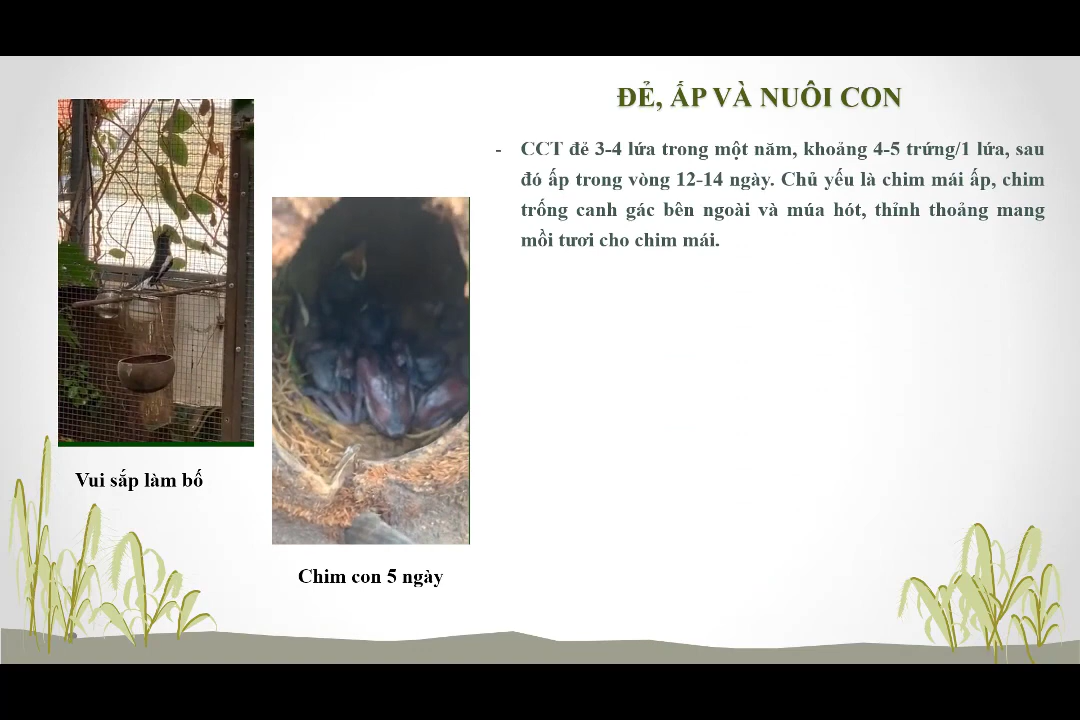 ĐẺ, ẤP VÀ NUÔI CON
- CCT đẻ 3-4 lứa trong một năm, khoảng 4-5 trứng/1 lứa, sau
đó ấp trong vòng 12-14 ngày. Chủ yếu là chim mái ấp, chim
trống canh gác bên ngoài và múa hót, thỉnh thoảng mang
mồi tươi cho chim mái.
Vui sắp làm bố
Chim con 5 ngày